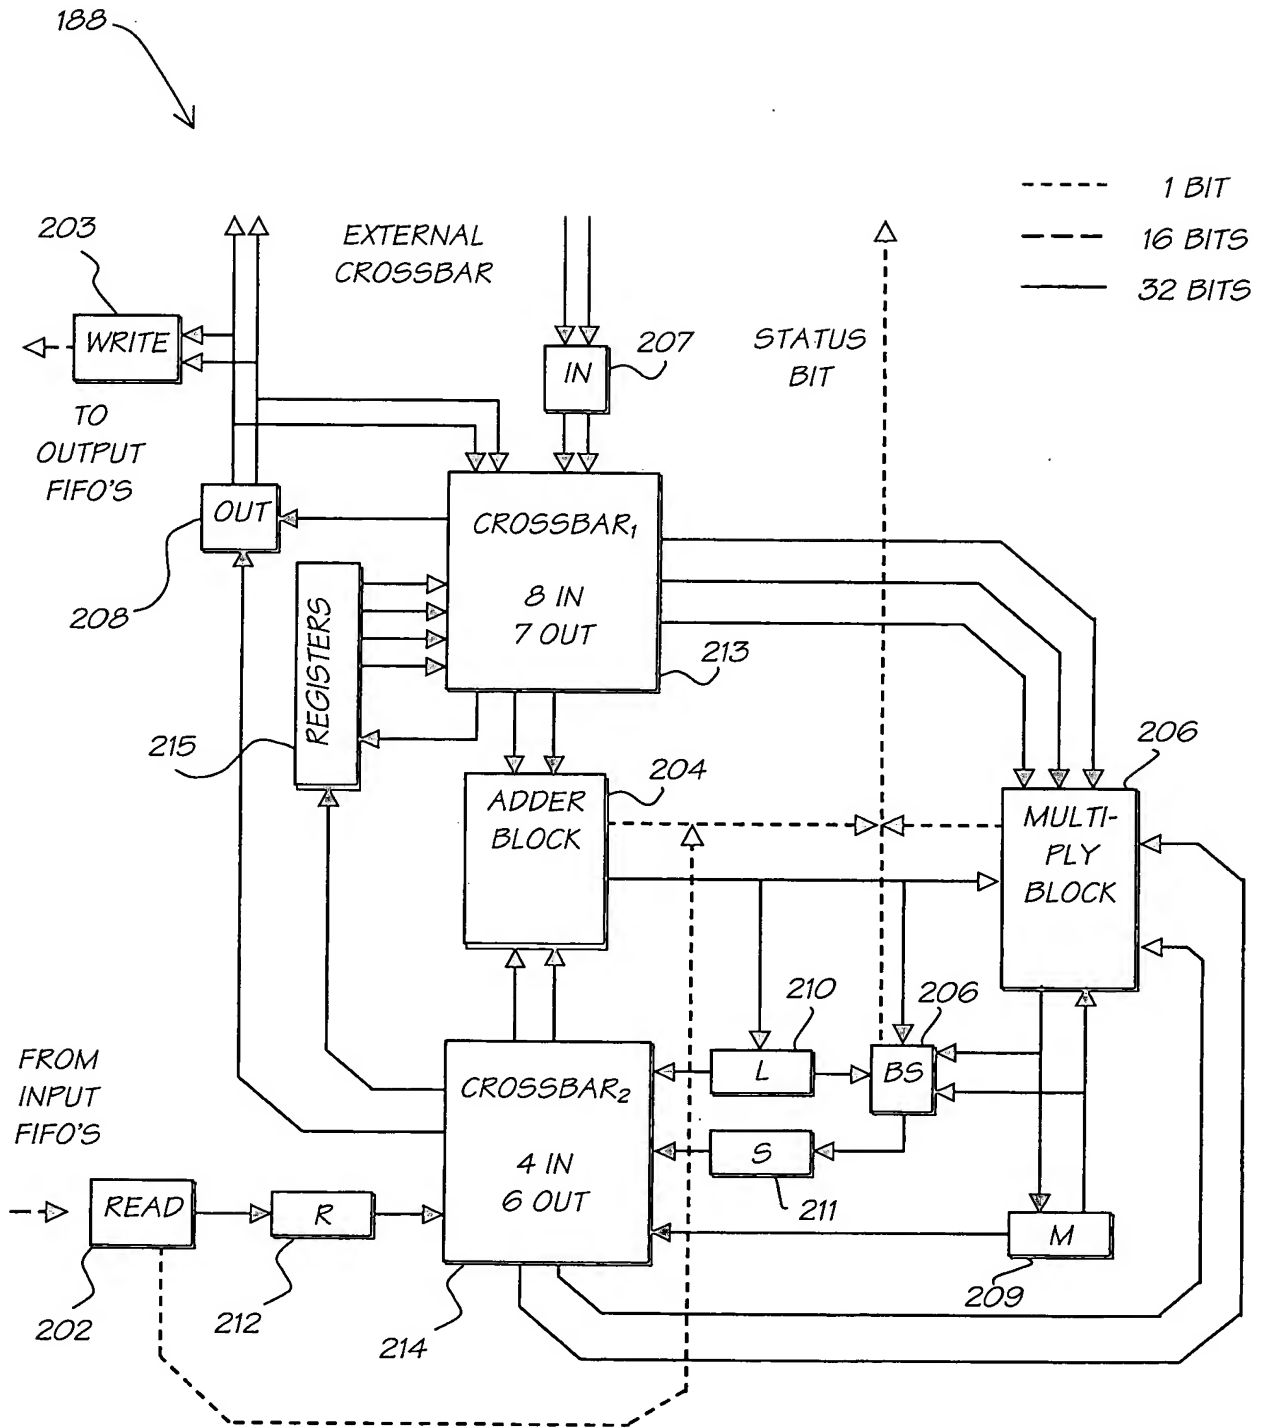 188
1 BIT
16 BITS
32 BITS
203
EXTERNAL
CROSSBAR
WRITE
IN
207
STATUS
BIT
TO
OUTPUT
FIFO'S
OUT
208
CROSSBAR₁
8 IN
7 OUT
213
REGISTERS
215
206
204
ADDER
BLOCK
MULTI-
PLY
BLOCK
210
206
FROM
INPUT
FIFO'S
CROSSBAR₂
4 IN
6 OUT
L
BS
S
211
READ
R
M
209
202
212
214